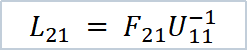 L₂₁ = F₂₁U₁₁⁻¹